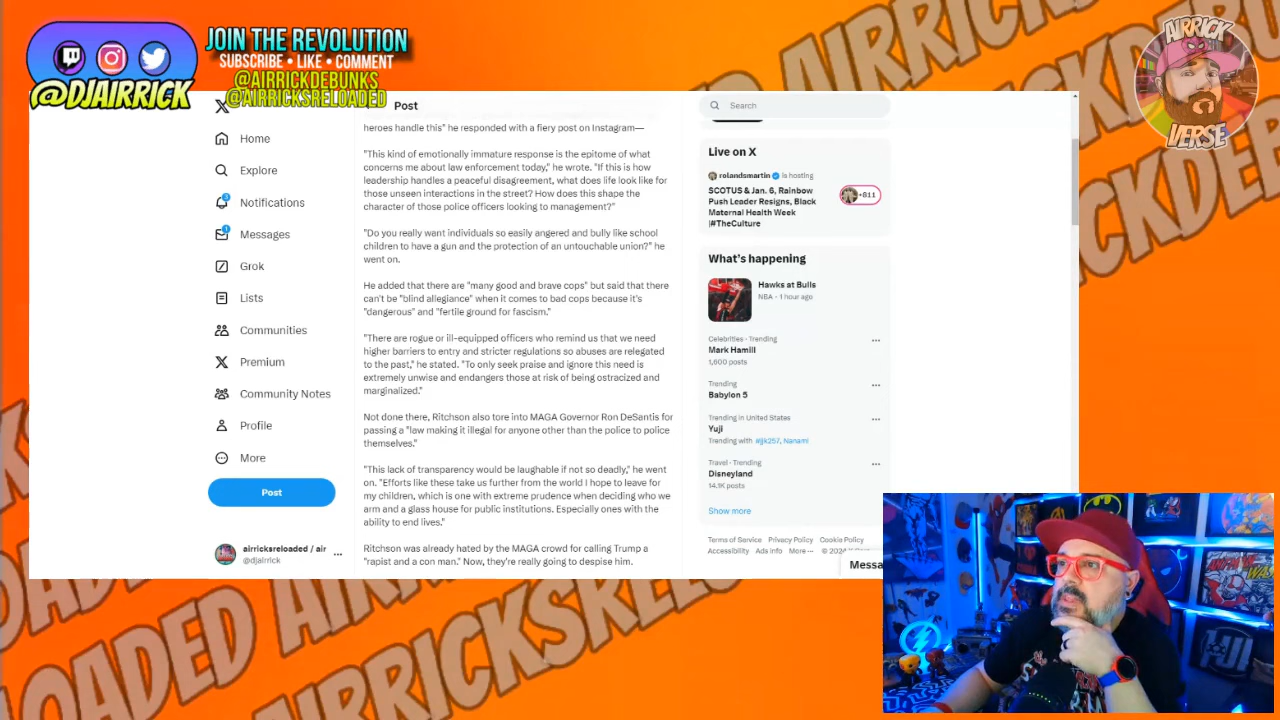 JOIN THE REVOLUTION
SUBSCRIBE • LIKE • COMMENT
@AIRRICKDEBUNKS
@AIRRICKSRELOADED
@DJAIRRICK
AIRRICK
VERSE
Post
Search
Home
Explore
3
Notifications
1
Messages
Grok
Lists
Communities
Premium
Community Notes
Profile
More
Post
airricksreloaded / air
@djairrick
heroes handle this" he responded with a fiery post on Instagram—
"This kind of emotionally immature response is the epitome of what
concerns me about law enforcement today," he wrote. "If this is how
leadership handles a peaceful disagreement, what does life look like for
those unseen interactions in the street? How does this shape the
character of those police officers looking to management?"
"Do you really want individuals so easily angered and bully like school
children to have a gun and the protection of an untouchable union?" he
went on.
He added that there are "many good and brave cops" but said that there
can't be "blind allegiance" when it comes to bad cops because it's
"dangerous" and "fertile ground for fascism."
"There are rogue or ill-equipped officers who remind us that we need
higher barriers to entry and stricter regulations so abuses are relegated
to the past," he stated. "To only seek praise and ignore this need is
extremely unwise and endangers those at risk of being ostracized and
marginalized."
Not done there, Ritchson also tore into MAGA Governor Ron DeSantis for
passing a "law making it illegal for anyone other than the police to police
themselves."
"This lack of transparency would be laughable if not so deadly," he went
on. "Efforts like these take us further from the world I hope to leave for
my children, which is one with extreme prudence when deciding who we
arm and a glass house for public institutions. Especially ones with the
ability to end lives."
Ritchson was already hated by the MAGA crowd for calling Trump a
"rapist and a con man." Now, they're really going to despise him.
Live on X
rolandsmartin is hosting
SCOTUS & Jan. 6, Rainbow
Push Leader Resigns, Black
Maternal Health Week
|#TheCulture
+811
What's happening
Hawks at Bulls
NBA · 1 hour ago
Celebrities · Trending
Mark Hamill
1,600 posts
Trending
Babylon 5
Trending in United States
Yuji
Trending with #jjk257, Nanami
Travel · Trending
Disneyland
14.1K posts
Show more
Terms of Service Privacy Policy Cookie Policy
Accessibility Ads info More ··· © 2024
Messa